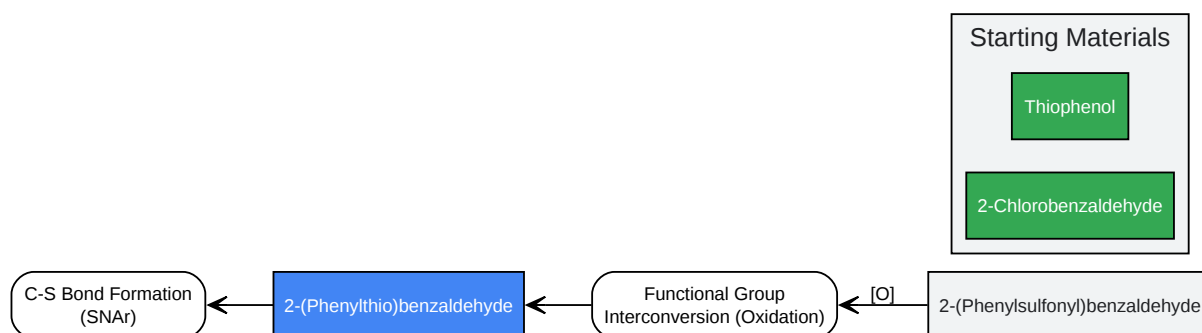 Starting Materials
Thiophenol
2-Chlorobenzaldehyde
C-S Bond Formation
(SNAr)
2-(Phenylthio)benzaldehyde
Functional Group
Interconversion (Oxidation)
[O]
2-(Phenylsulfonyl)benzaldehyde